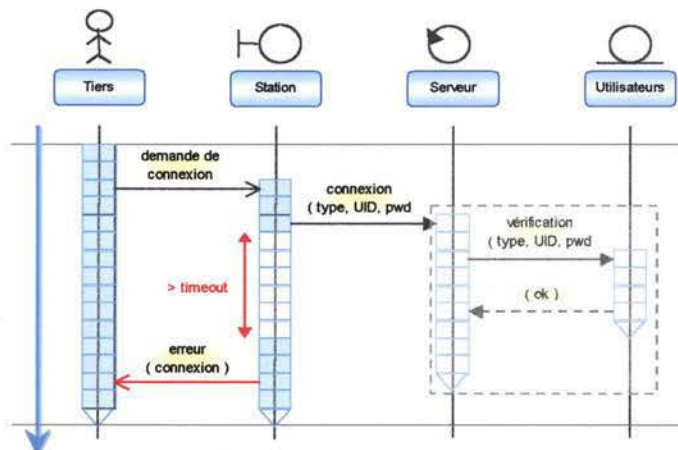 Tiers
Station
Serveur
Utilisateurs
demande de
connexion
connexion
( type, UID, pwd
vérification
( type, UID, pwd
> timeout
( ok )
erreur
( connexion )